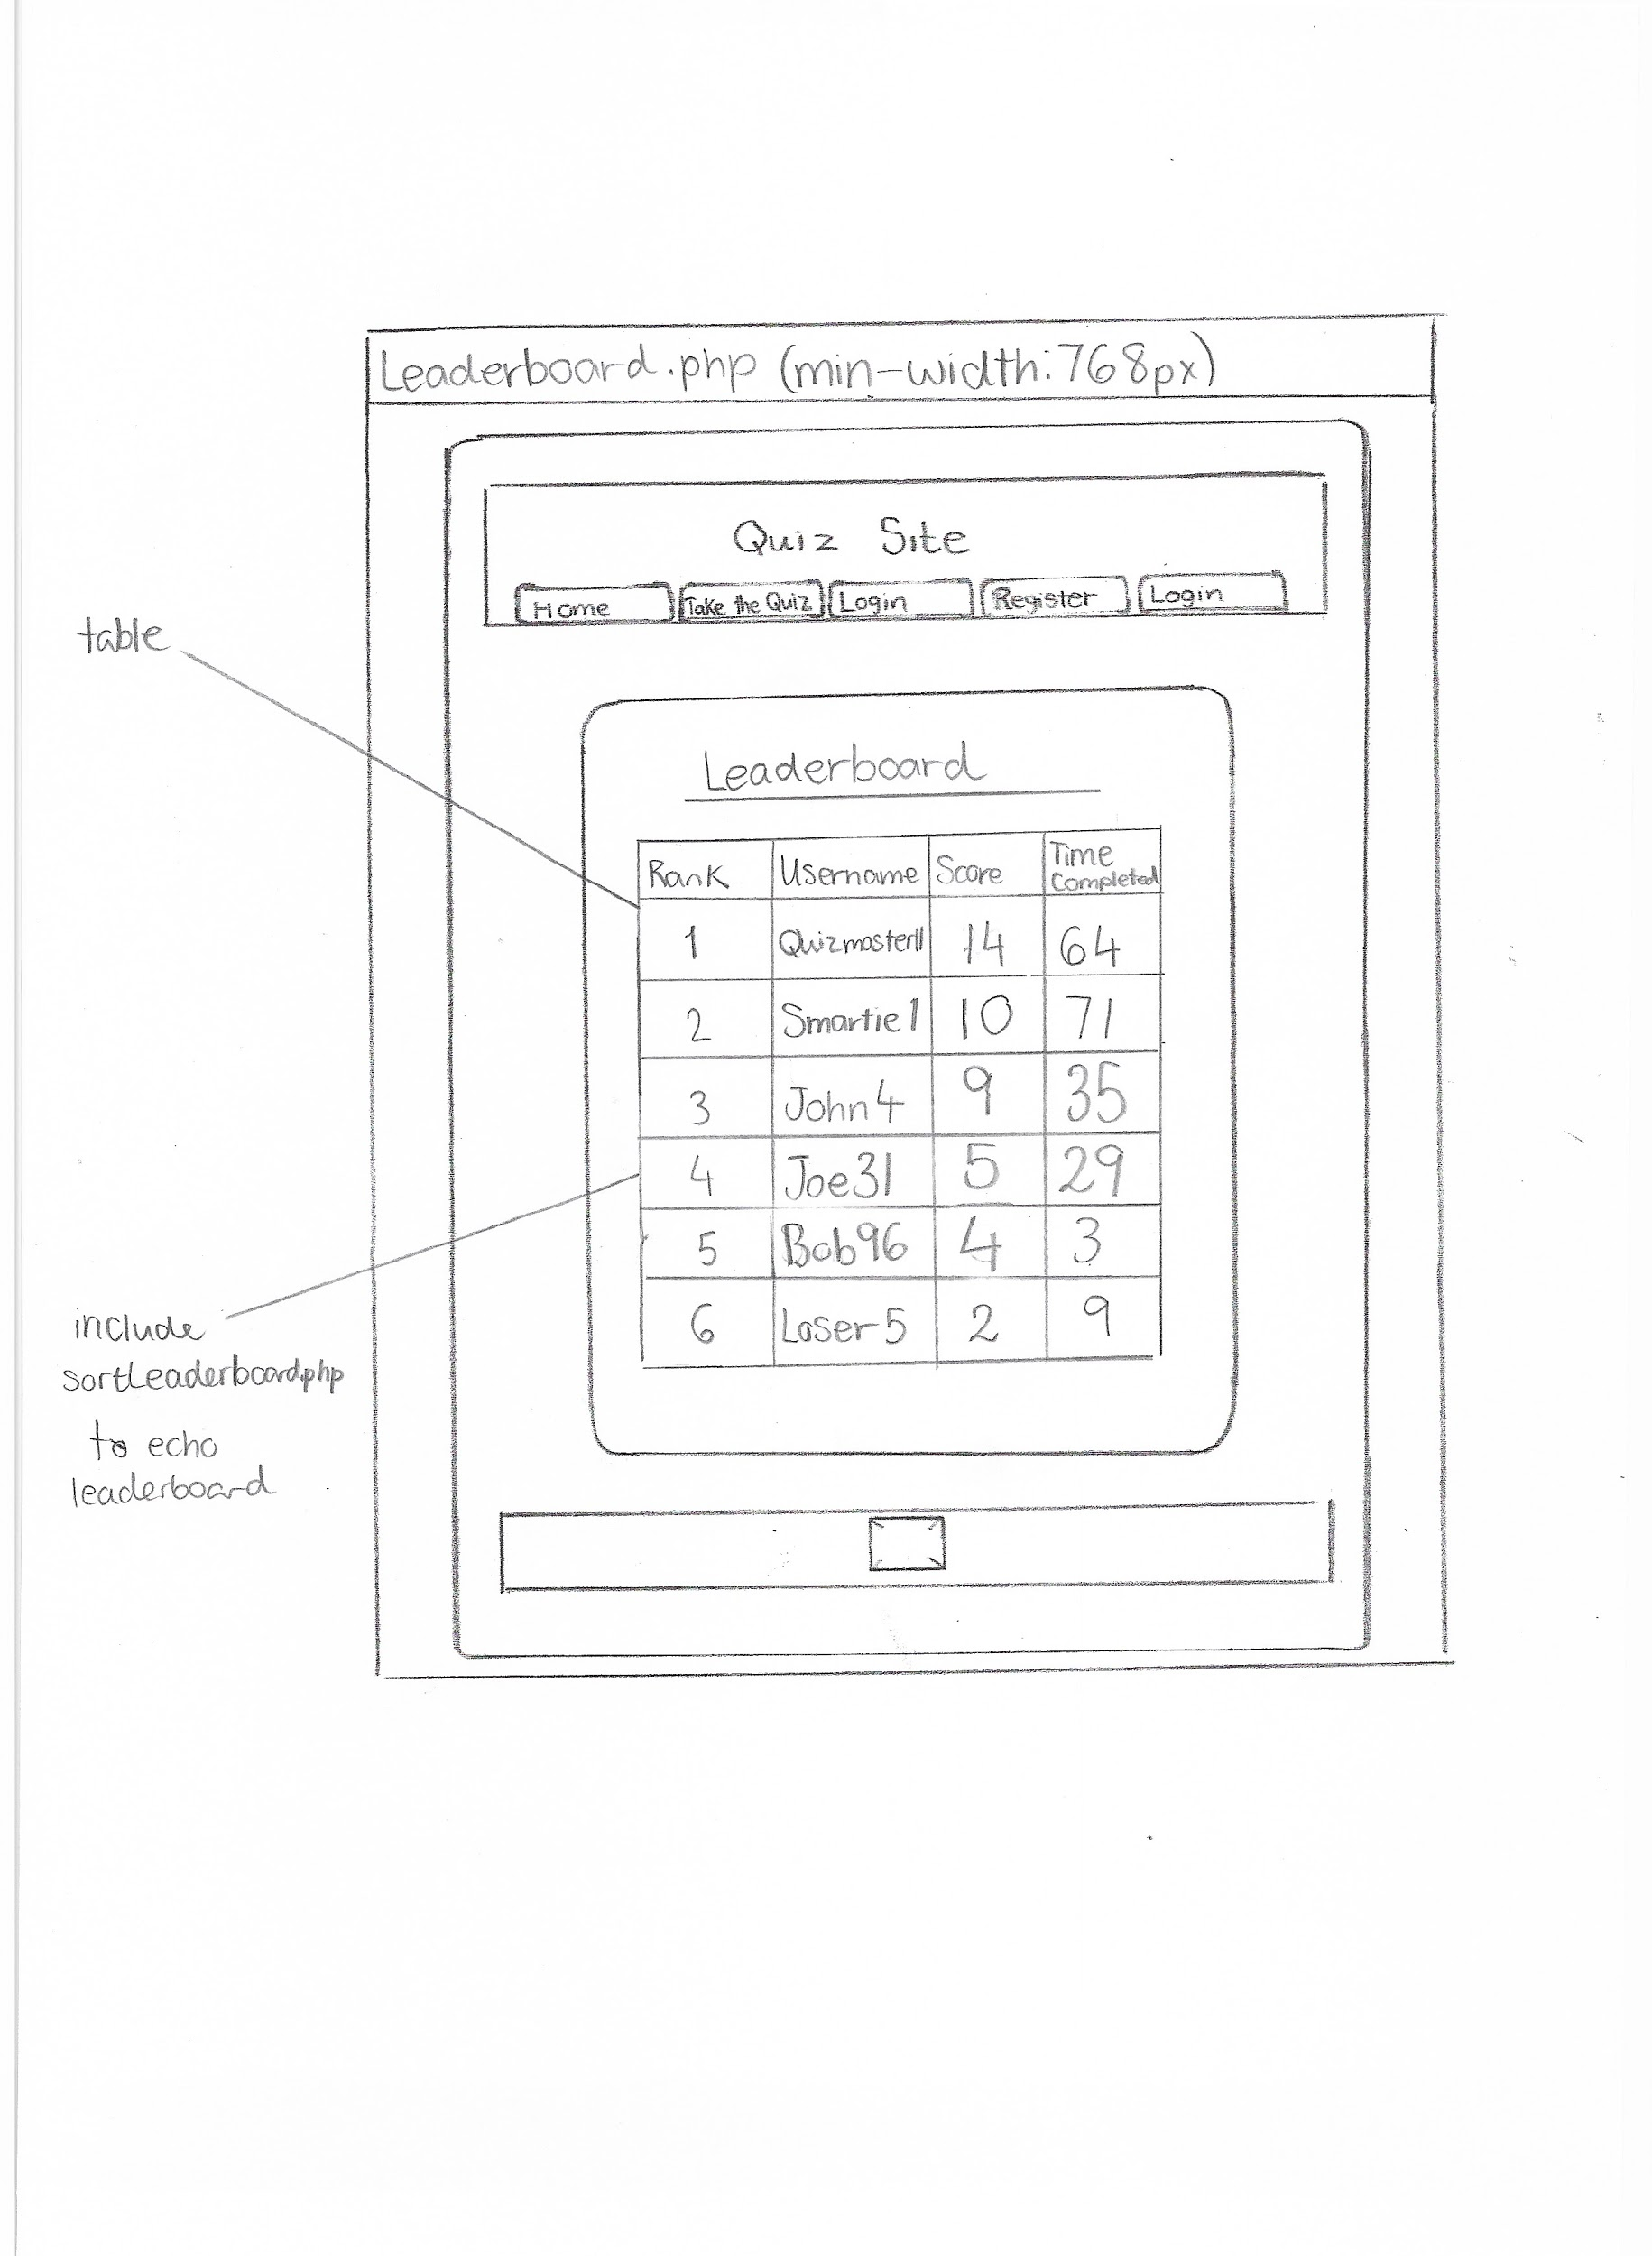 Leaderboard.php (min-width:768px)
Quiz Site
Home Take the Quiz Login Register Login
table
Leaderboard
Rank Username Score Time Completed
1 Quizmaster11 14 64
2 Smartie1 10 71
3 John4 9 35
4 Joe31 5 29
5 Bob96 4 3
6 Loser5 2 9
include
sortLeaderboard.php
to echo
leaderboard